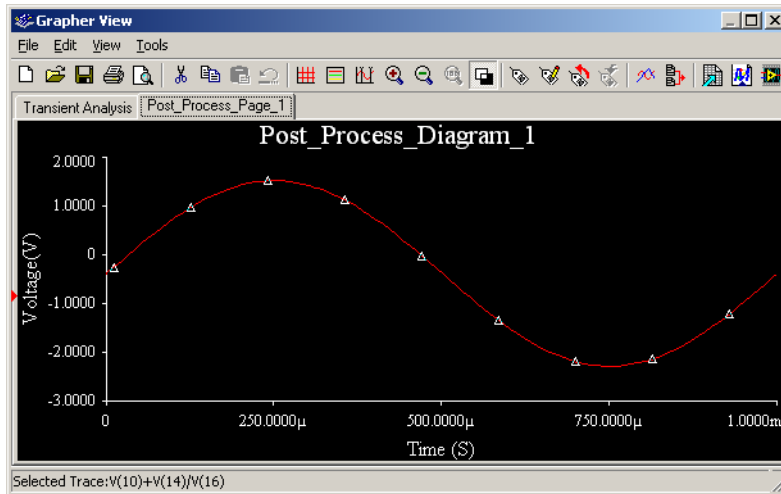 Grapher View
File Edit View Tools
Transient Analysis Post_Process_Page_1
Post_Process_Diagram_1
2.0000
1.0000
0
-1.0000
-2.0000
-3.0000
Voltage(V)
0 250.0000μ 500.0000μ 750.0000μ 1.0000m
Time (S)
Selected Trace:V(10)+V(14)/V(16)